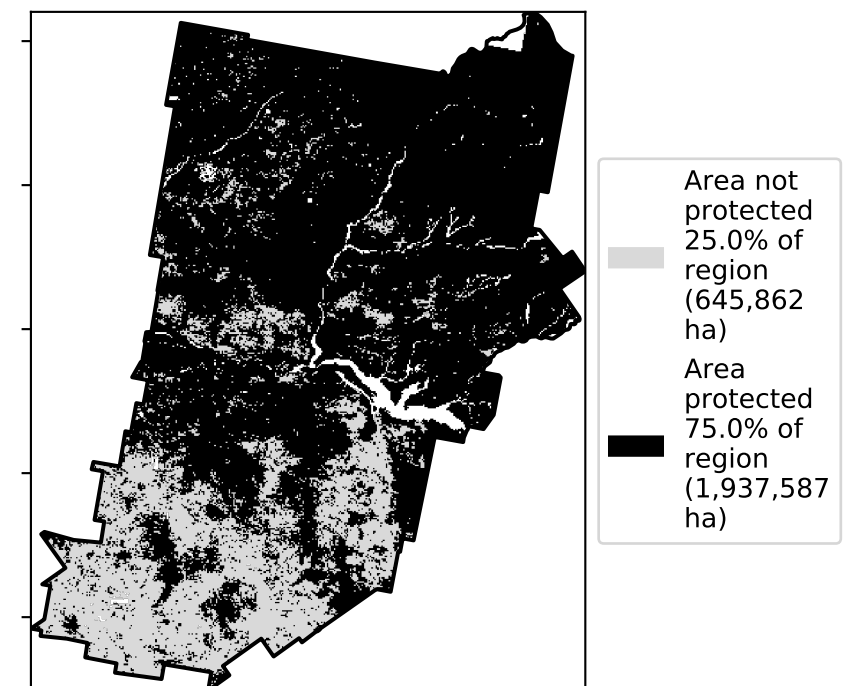 Area not
protected
25.0% of
region
(645,862
ha)
Area
protected
75.0% of
region
(1,937,587
ha)